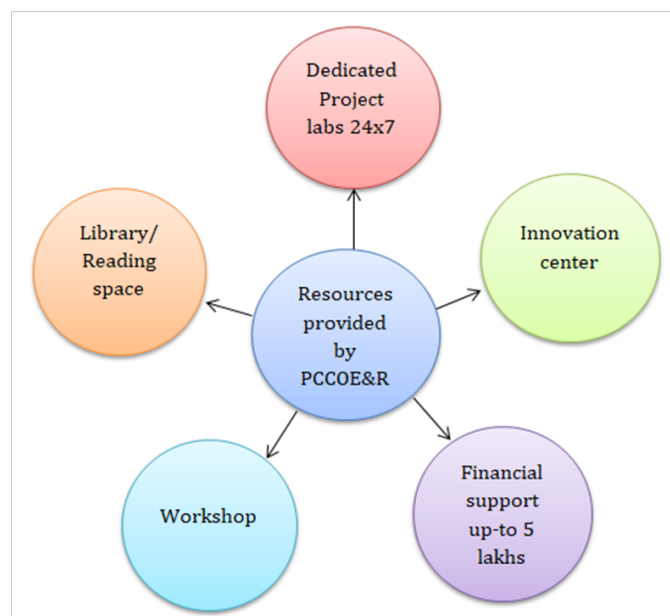 Dedicated
Project
labs 24x7
Library/
Reading
space
Innovation
center
Resources
provided
by
PCCOE&R
Workshop
Financial
support
up-to 5
lakhs